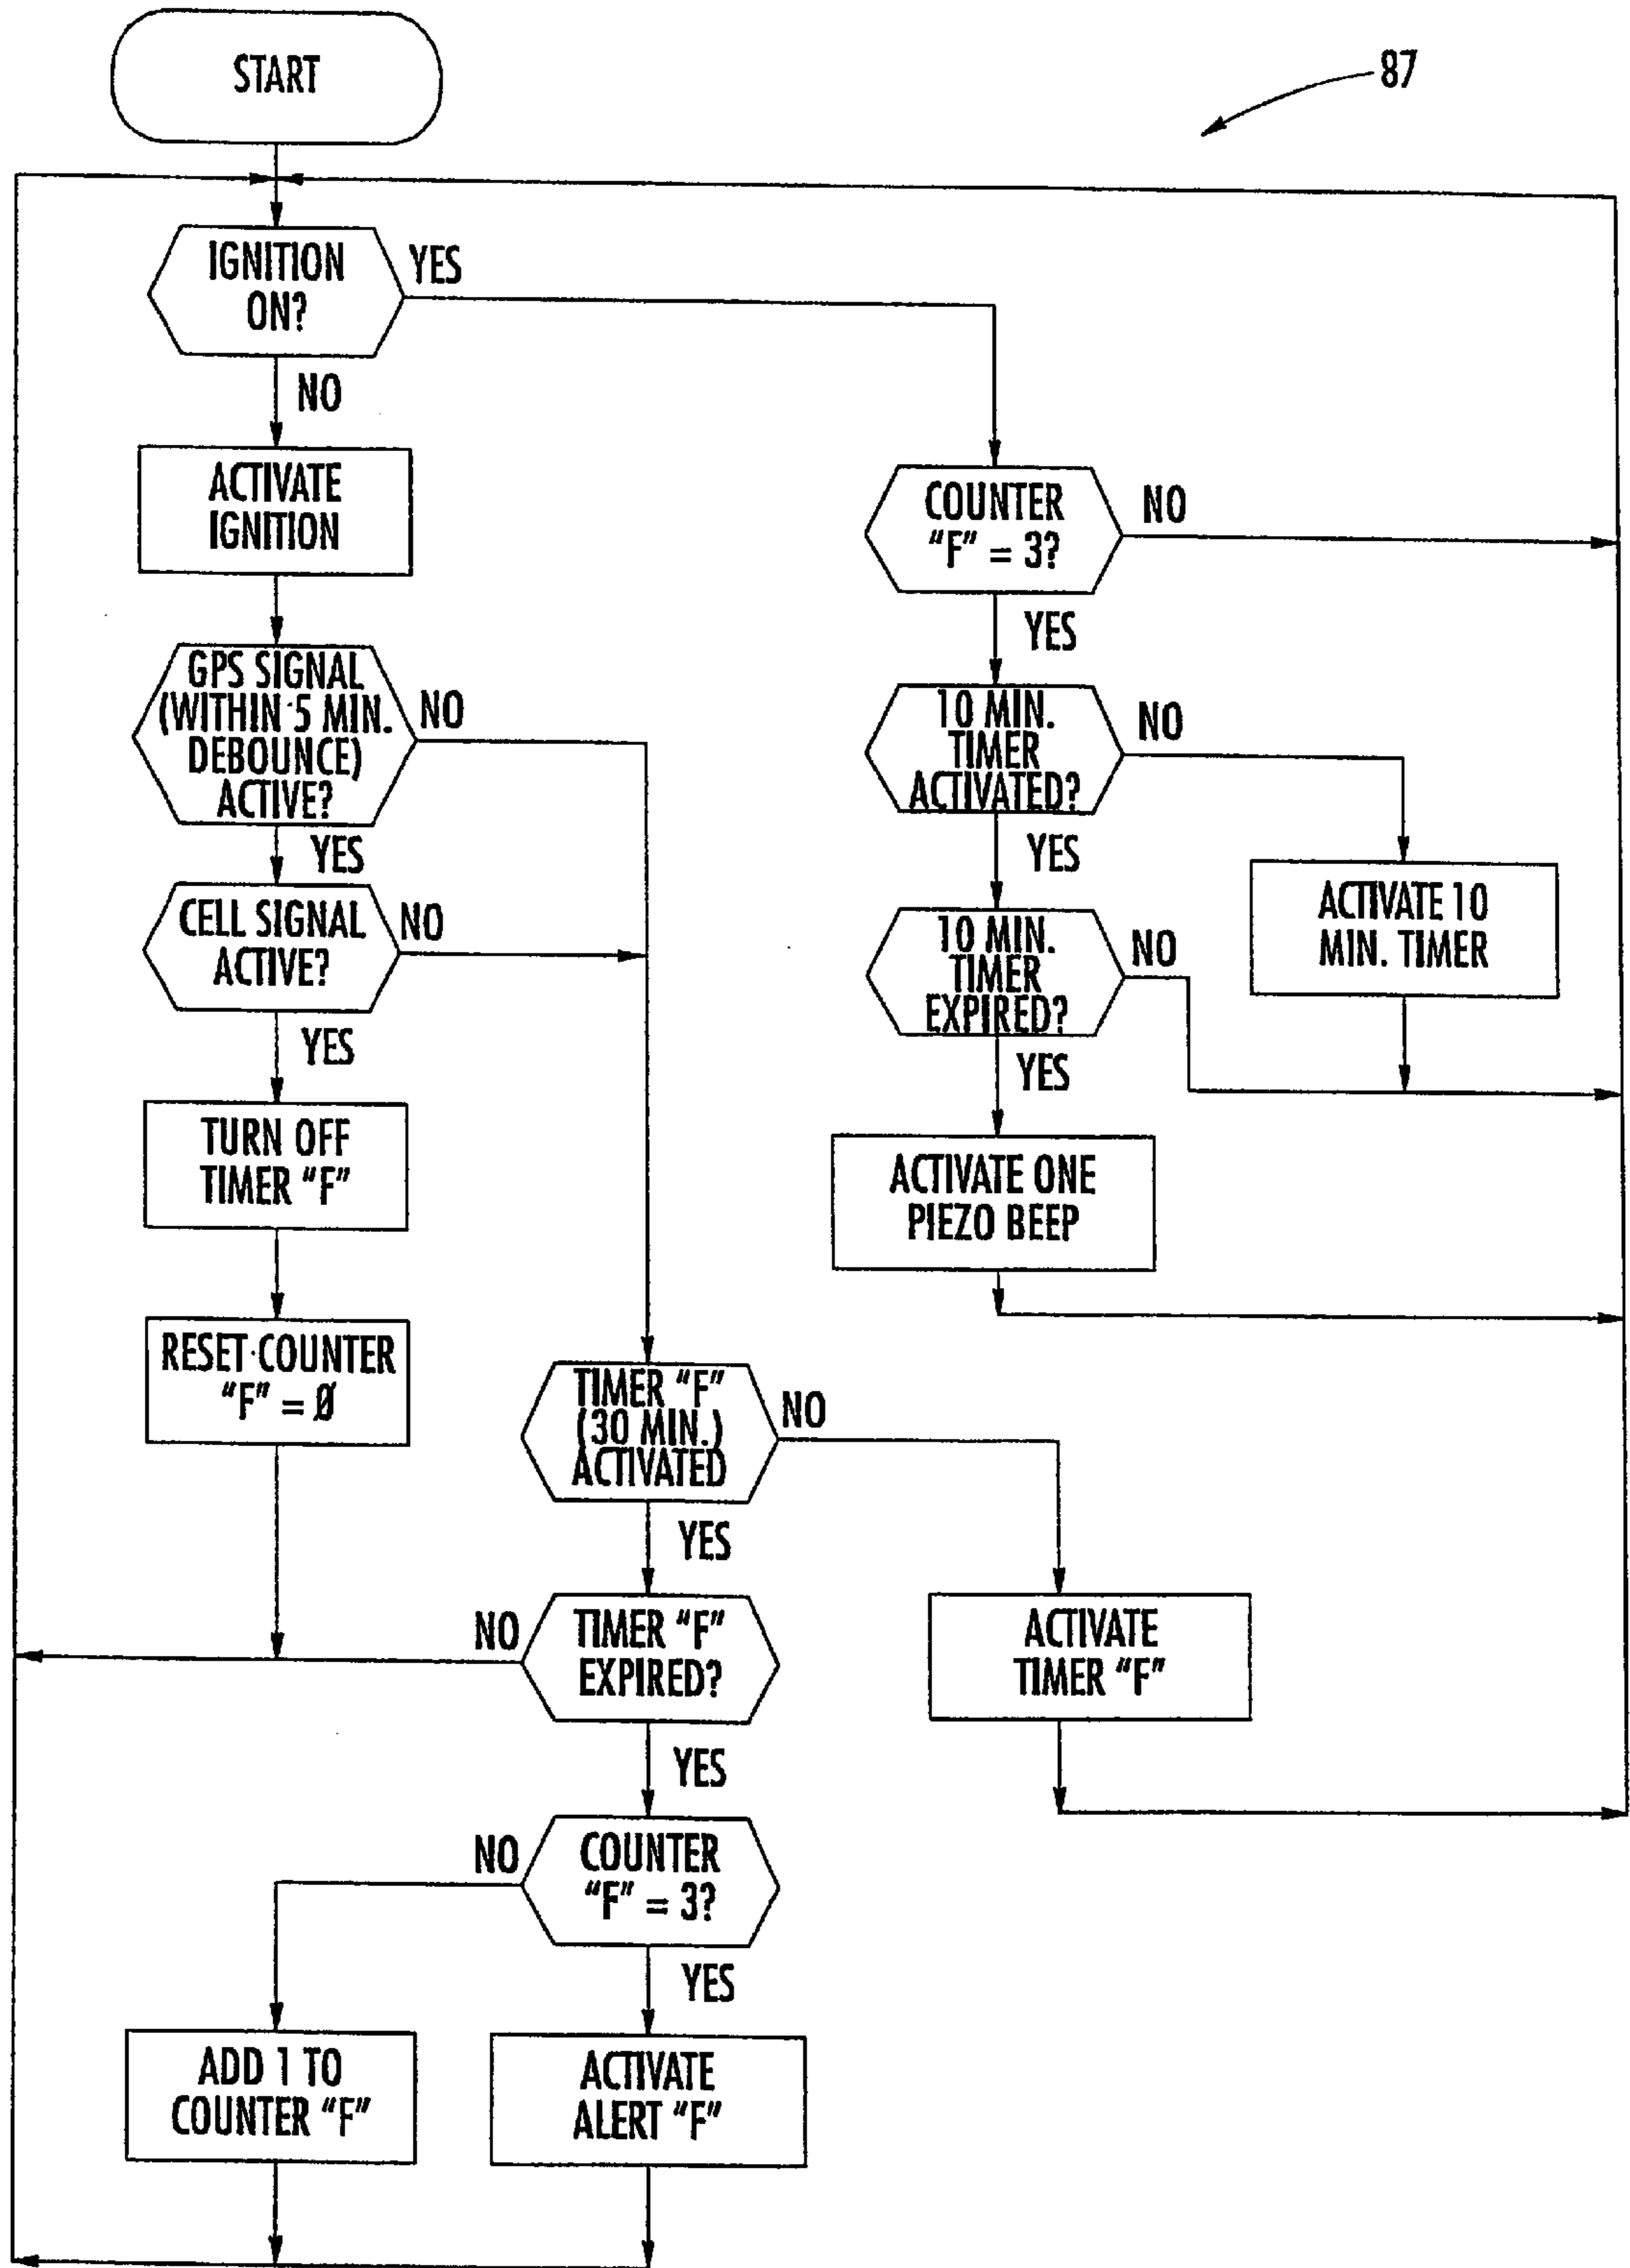 START
87
IGNITION
ON?
YES
NO
ACTIVATE
IGNITION
COUNTER
"F" = 3?
NO
YES
GPS SIGNAL
(WITHIN 5 MIN.
DEBOUNCE)
ACTIVE?
NO
YES
10 MIN.
TIMER
ACTIVATED?
NO
YES
ACTIVATE 10
MIN. TIMER
CELL SIGNAL
ACTIVE?
NO
YES
10 MIN.
TIMER
EXPIRED?
NO
YES
TURN OFF
TIMER "F"
ACTIVATE ONE
PIEZO BEEP
RESET COUNTER
"F" = Ø
TIMER "F"
(30 MIN.)
ACTIVATED
NO
YES
TIMER "F"
EXPIRED?
NO
YES
ACTIVATE
TIMER "F"
COUNTER
"F" = 3?
NO
YES
ADD 1 TO
COUNTER "F"
ACTIVATE
ALERT "F"